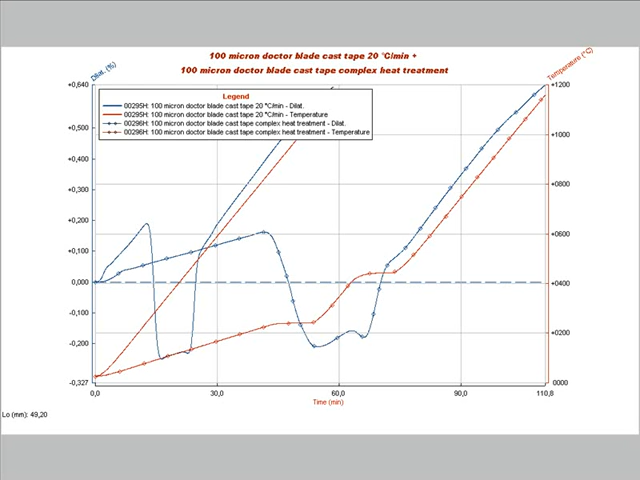 100 micron doctor blade cast tape 20 °C/min +
100 micron doctor blade cast tape complex heat treatment
Dilat. (%)
Temperature (°C)
Legend
00295H: 100 micron doctor blade cast tape 20 °C/min - Dilat.
00295H: 100 micron doctor blade cast tape 20 °C/min - Temperature
00296H: 100 micron doctor blade cast tape complex heat treatment - Dilat.
00296H: 100 micron doctor blade cast tape complex heat treatment - Temperature
+0,640
+0,500
+0,400
+0,300
+0,200
+0,100
0,000
-0,100
-0,200
-0,327
+1200
+1000
+0800
+0600
+0400
+0200
0000
0,0
30,0
60,0
90,0
110,8
Time (min)
Lo (mm): 49,20